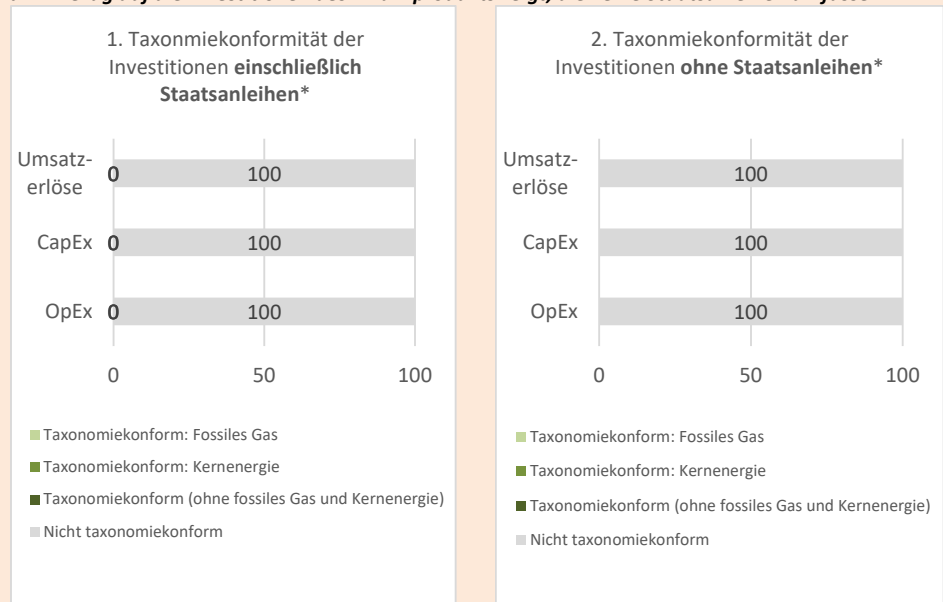 1. Taxonmiekonformität der
Investitionen einschließlich
Staatsanleihen*
Umsatz-
erlöse
0
100
CapEx
0
100
OpEx
0
100
0
50
100
Taxonomiekonform: Fossiles Gas
Taxonomiekonform: Kernenergie
Taxonomiekonform (ohne fossiles Gas und Kernenergie)
Nicht taxonomiekonform
2. Taxonmiekonformität der
Investitionen ohne Staatsanleihen*
Umsatz-
erlöse
100
CapEx
100
OpEx
100
0
50
100
Taxonomiekonform: Fossiles Gas
Taxonomiekonform: Kernenergie
Taxonomiekonform (ohne fossiles Gas und Kernenergie)
Nicht taxonomiekonform